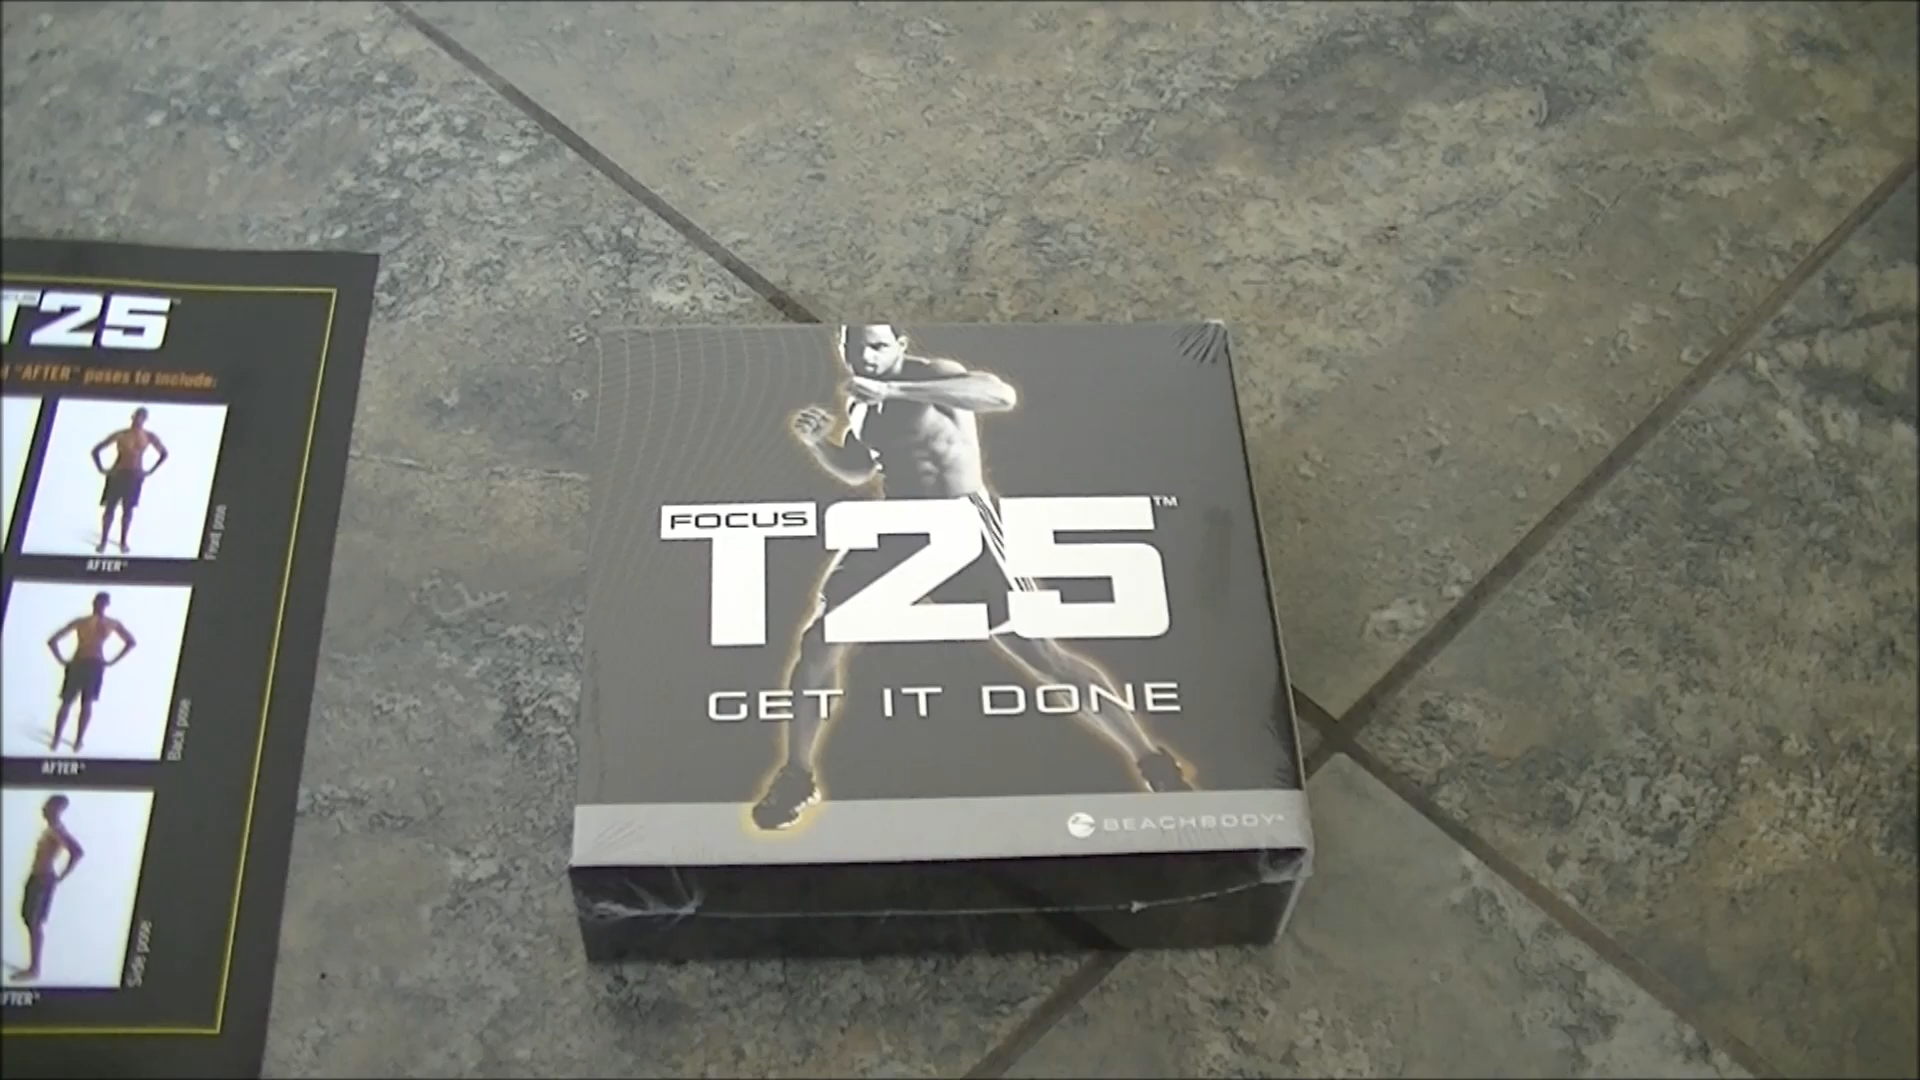 T25
"AFTER" poses to include:
AFTER*
Front pose
AFTER*
Back pose
Side pose
FOCUS
T25™
GET IT DONE
BEACHBODY®